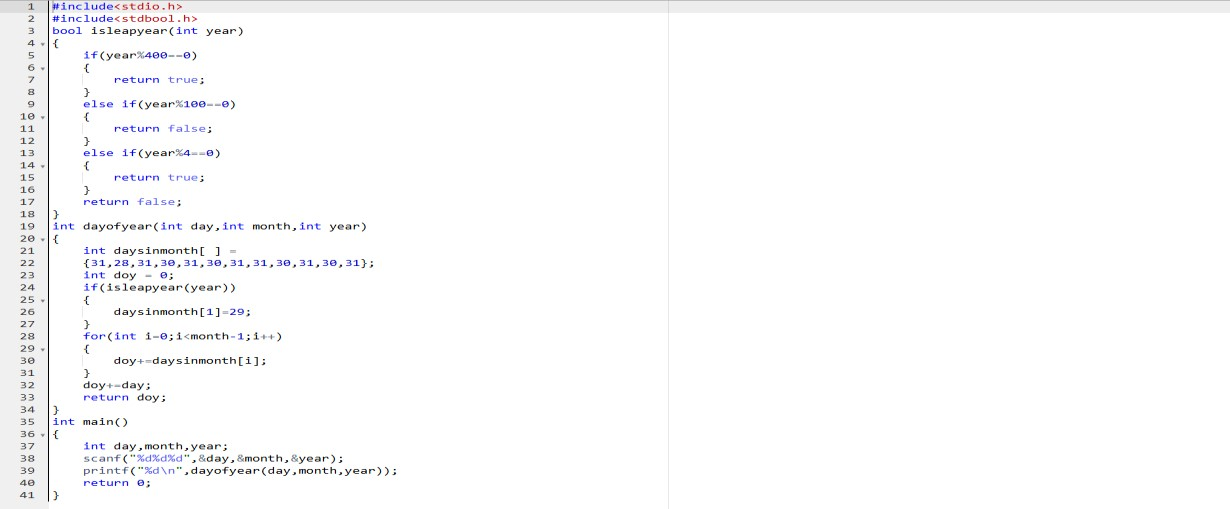 1 #include<stdio.h>
2 #include<stdbool.h>
3 bool isleapyear(int year)
4 {
5 if(year%400==0)
6 {
7 return true;
8 }
9 else if(year%100==0)
10 {
11 return false;
12 }
13 else if(year%4==0)
14 {
15 return true;
16 }
17 return false;
18 }
19 int dayofyear(int day,int month,int year)
20 {
21 int daysinmonth[ ] =
22 {31,28,31,30,31,30,31,31,30,31,30,31};
23 int doy = 0;
24 if(isleapyear(year))
25 {
26 daysinmonth[1]=29;
27 }
28 for(int i=0;i<month-1;i++)
29 {
30 doy+=daysinmonth[i];
31 }
32 doy+=day;
33 return doy;
34 }
35 int main()
36 {
37 int day,month,year;
38 scanf("%d%d%d",&day,&month,&year);
39 printf("%d\n",dayofyear(day,month,year));
40 return 0;
41 }